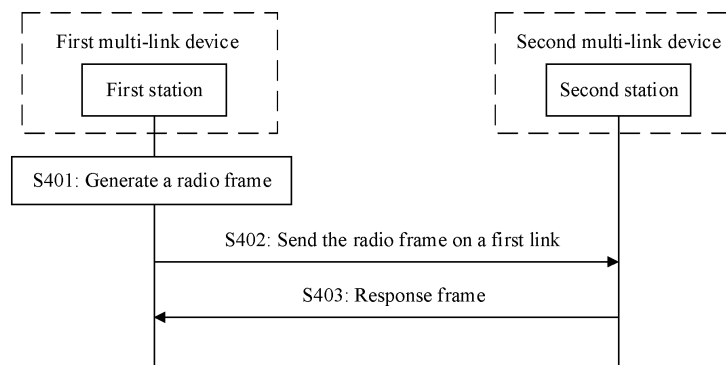 First multi-link device
Second multi-link device
First station
Second station
S401: Generate a radio frame
S402: Send the radio frame on a first link
S403: Response frame